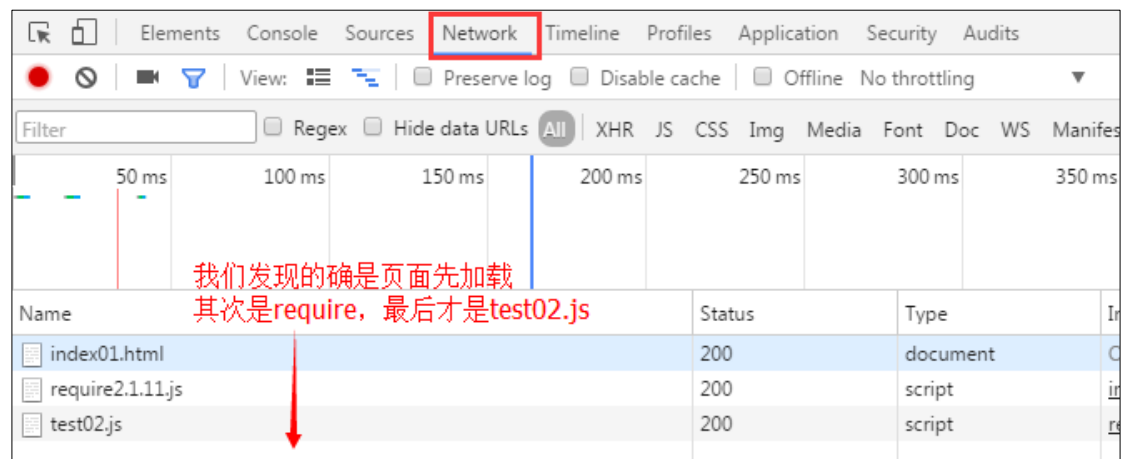 Elements Console Sources Network Timeline Profiles Application Security Audits
View: Preserve log Disable cache Offline No throttling
Filter Regex Hide data URLs All XHR JS CSS Img Media Font Doc WS Manifes
50 ms 100 ms 150 ms 200 ms 250 ms 300 ms 350 ms
我们发现的确是页面先加载
其次是require，最后才是test02.js
Name Status Type
index01.html 200 document
require2.1.11.js 200 script
test02.js 200 script